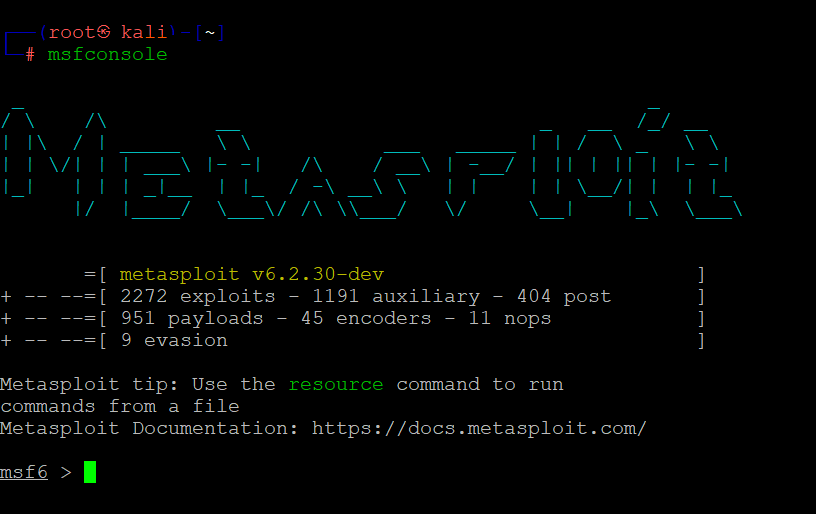 (root㉿ kali)-[~]
# msfconsole
METASPLOIT
=[ metasploit v6.2.30-dev ]
+ -- --=[ 2272 exploits - 1191 auxiliary - 404 post ]
+ -- --=[ 951 payloads - 45 encoders - 11 nops ]
+ -- --=[ 9 evasion ]
Metasploit tip: Use the resource command to run
commands from a file
Metasploit Documentation: https://docs.metasploit.com/
msf6 >